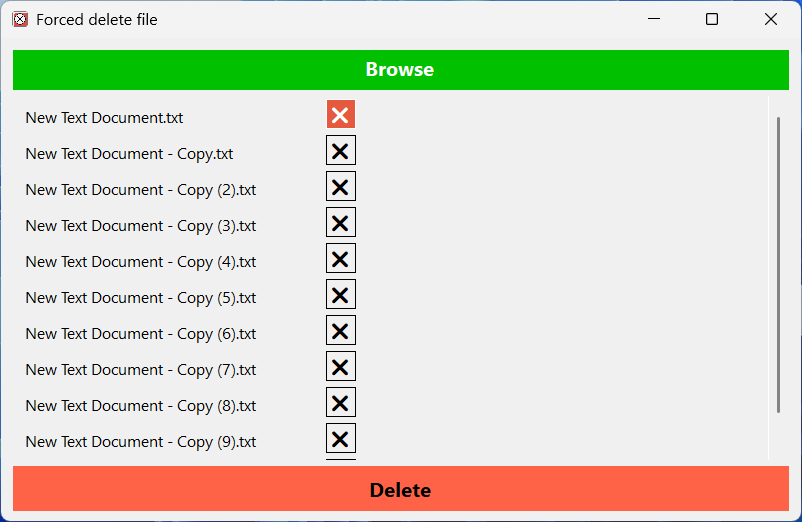 Forced delete file
Browse
New Text Document.txt
New Text Document - Copy.txt
New Text Document - Copy (2).txt
New Text Document - Copy (3).txt
New Text Document - Copy (4).txt
New Text Document - Copy (5).txt
New Text Document - Copy (6).txt
New Text Document - Copy (7).txt
New Text Document - Copy (8).txt
New Text Document - Copy (9).txt
Delete